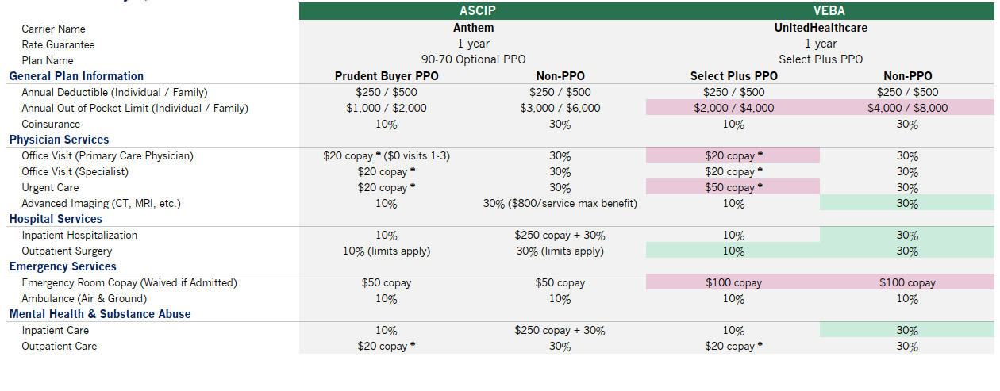 ASCIP VEBA
Carrier Name Anthem UnitedHealthcare
Rate Guarantee 1 year 1 year
Plan Name 90-70 Optional PPO Select Plus PPO
General Plan Information Prudent Buyer PPO Non-PPO Select Plus PPO Non-PPO
Annual Deductible (Individual / Family) $250 / $500 $250 / $500 $250 / $500 $250 / $500
Annual Out-of-Pocket Limit (Individual / Family) $1,000 / $2,000 $3,000 / $6,000 $2,000 / $4,000 $4,000 / $8,000
Coinsurance 10% 30% 10% 30%
Physician Services
Office Visit (Primary Care Physician) $20 copay * ($0 visits 1-3) 30% $20 copay * 30%
Office Visit (Specialist) $20 copay * 30% $20 copay * 30%
Urgent Care $20 copay * 30% $50 copay * 30%
Advanced Imaging (CT, MRI, etc.) 10% 30% ($800/service max benefit) 10% 30%
Hospital Services
Inpatient Hospitalization 10% $250 copay + 30% 10% 30%
Outpatient Surgery 10% (limits apply) 30% (limits apply) 10% 30%
Emergency Services
Emergency Room Copay (Waived if Admitted) $50 copay $50 copay $100 copay $100 copay
Ambulance (Air & Ground) 10% 10% 10% 10%
Mental Health & Substance Abuse
Inpatient Care 10% $250 copay + 30% 10% 30%
Outpatient Care $20 copay * 30% $20 copay * 30%